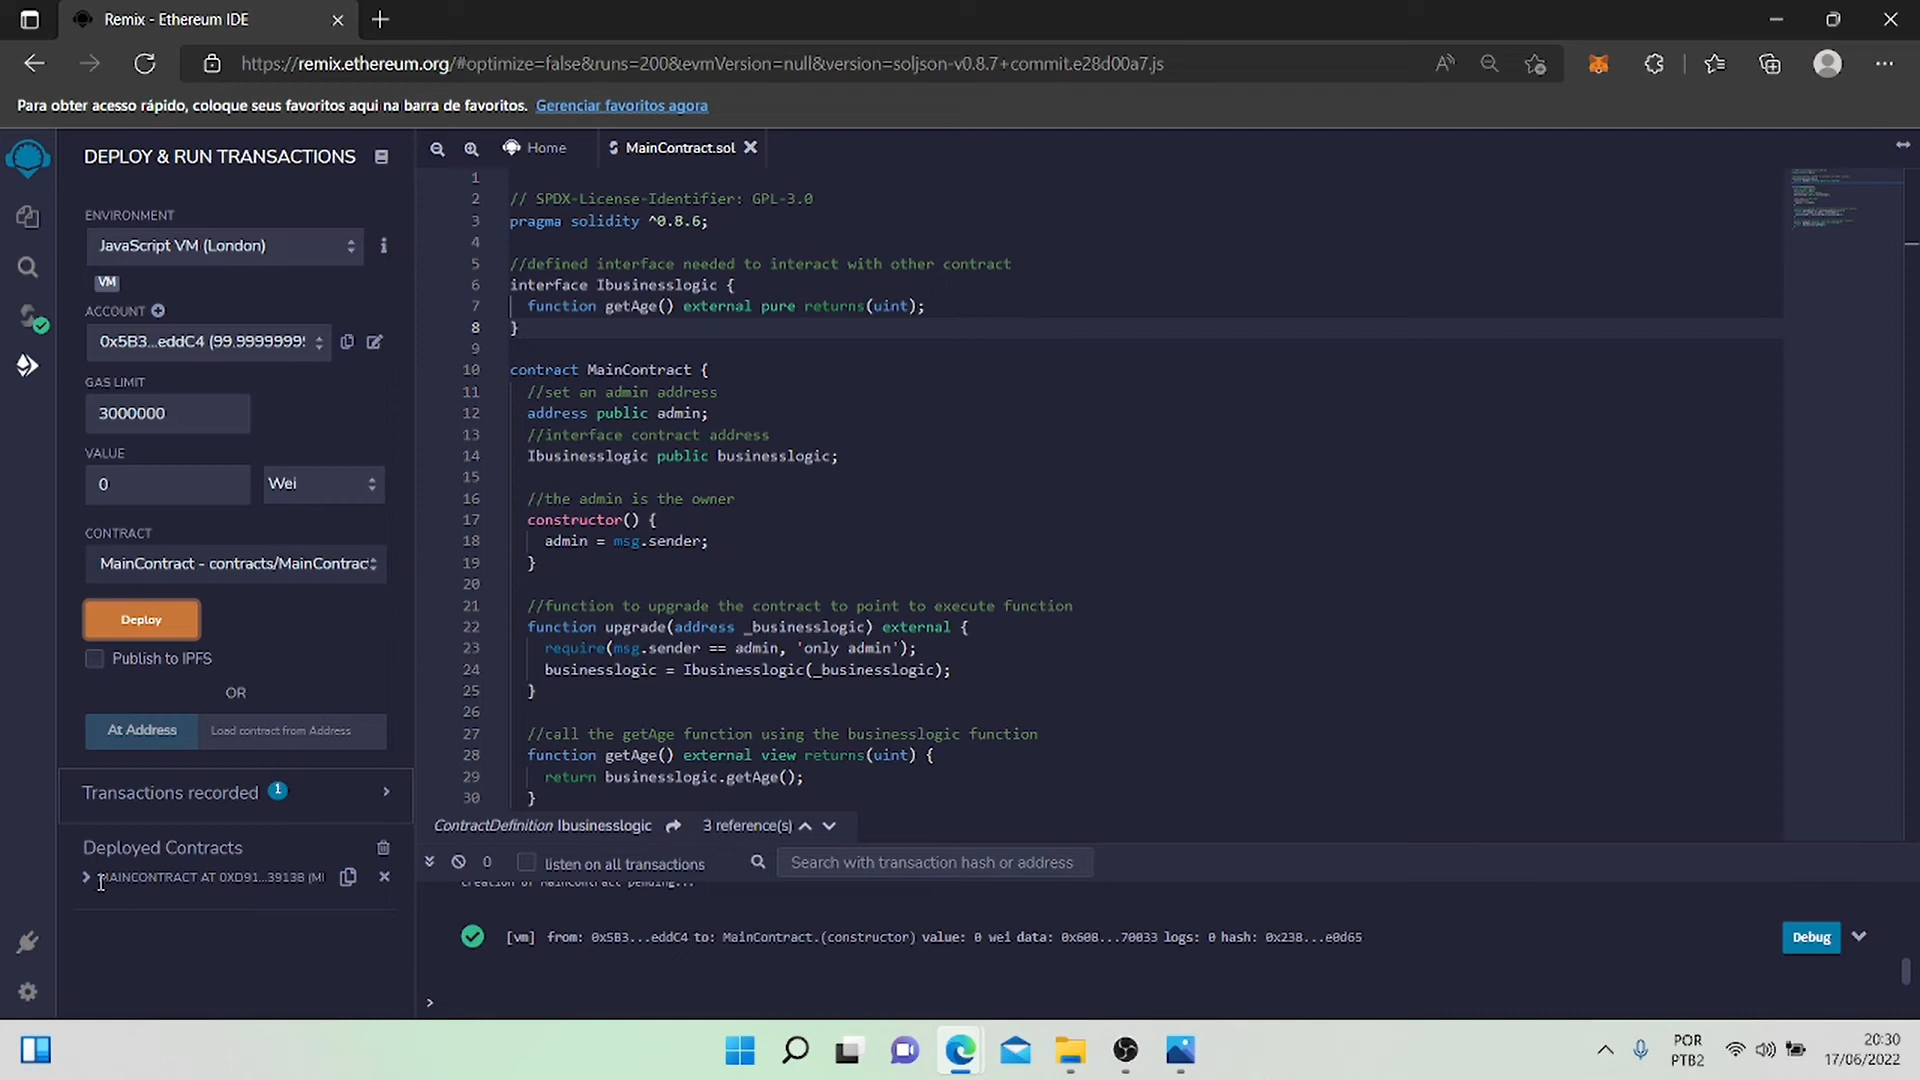 Remix - Ethereum IDE
https://remix.ethereum.org/#optimize=false&runs=200&evmVersion=null&version=soljson-v0.8.7+commit.e28d00a7.js
Para obter acesso rápido, coloque seus favoritos aqui na barra de favoritos. Gerenciar favoritos agora
DEPLOY & RUN TRANSACTIONS
ENVIRONMENT
JavaScript VM (London)
VM
ACCOUNT
0x5B3...eddC4 (99.9999999
GAS LIMIT
3000000
VALUE
0
Wei
CONTRACT
MainContract - contracts/MainContrac
Deploy
Publish to IPFS
OR
At Address
Load contract from Address
Transactions recorded 1
Deployed Contracts
MAINCONTRACT AT 0XD91...39138 (M
Home
MainContract.sol
1
2 // SPDX-License-Identifier: GPL-3.0
3 pragma solidity ^0.8.6;
4
5 //defined interface needed to interact with other contract
6 interface Ibusinesslogic {
7 function getAge() external pure returns(uint);
8 }
9
10 contract MainContract {
11 //set an admin address
12 address public admin;
13 //interface contract address
14 Ibusinesslogic public businesslogic;
15
16 //the admin is the owner
17 constructor() {
18 admin = msg.sender;
19 }
20
21 //function to upgrade the contract to point to execute function
22 function upgrade(address _businesslogic) external {
23 require(msg.sender == admin, 'only admin');
24 businesslogic = Ibusinesslogic(_businesslogic);
25 }
26
27 //call the getAge function using the businesslogic function
28 function getAge() external view returns(uint) {
29 return businesslogic.getAge();
30 }
ContractDefinition Ibusinesslogic 3 reference(s)
0 listen on all transactions
Search with transaction hash or address
creation of MainContract pending...
[vm] from: 0x5B3...eddC4 to: MainContract.(constructor) value: 0 wei data: 0x608...70033 logs: 0 hash: 0x238...e0d65
Debug
>
POR
PTB2
20:30
17/06/2022